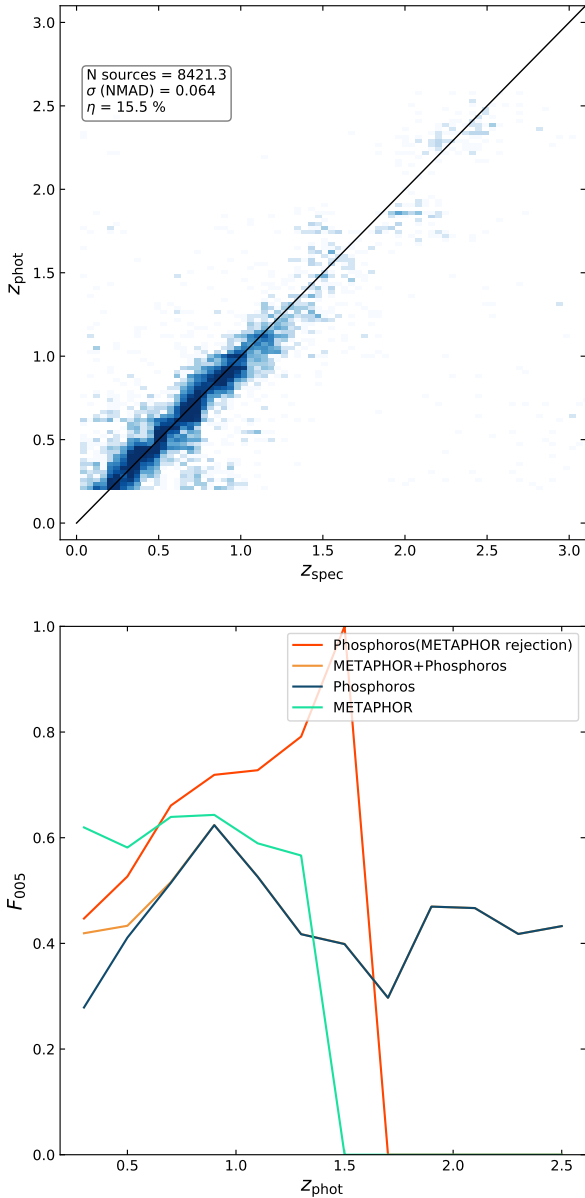 3.0
2.5
2.0
1.5
1.0
0.5
0.0
z_phot
N sources = 8421.3
σ (NMAD) = 0.064
η = 15.5 %
0.0 0.5 1.0 1.5 2.0 2.5 3.0
z_spec
1.0
0.8
0.6
0.4
0.2
0.0
F_005
Phosphoros(METAPHOR rejection)
METAPHOR+Phosphoros
Phosphoros
METAPHOR
0.5 1.0 1.5 2.0 2.5
z_phot